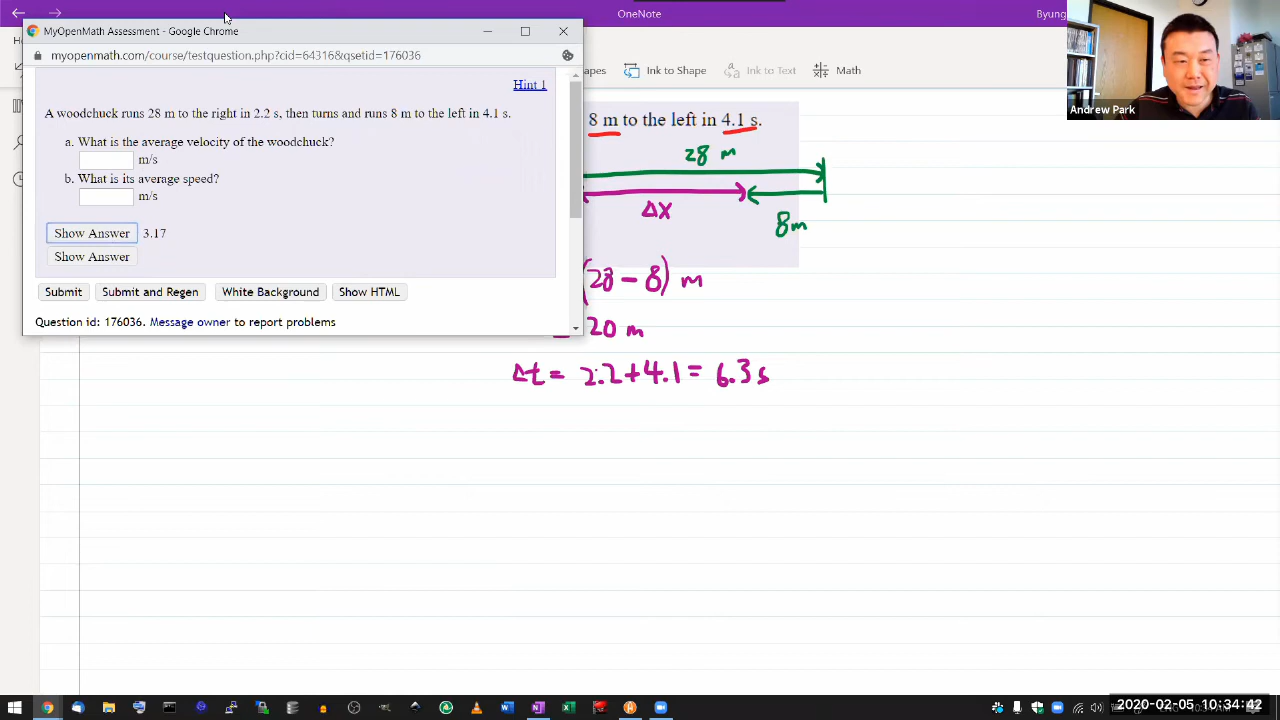 OneNote
Byung
MyOpenMath Assessment - Google Chrome
myopenmath.com/course/testquestion.php?cid=64316&qsetid=176036
Ink to Shape
Ink to Text
Math
Hint 1
A woodchuck runs 28 m to the right in 2.2 s, then turns and runs 8 m to the left in 4.1 s.
a. What is the average velocity of the woodchuck?
m/s
b. What is its average speed?
m/s
Show Answer 3.17
Show Answer
Submit Submit and Regen White Background Show HTML
Question id: 176036. Message owner to report problems
8 m to the left in 4.1 s.
28 m
Δx
8m
(28 - 8) m
20 m
Δt = 2.2 + 4.1 = 6.3 s
Andrew Park
2020-02-05 10:34:42